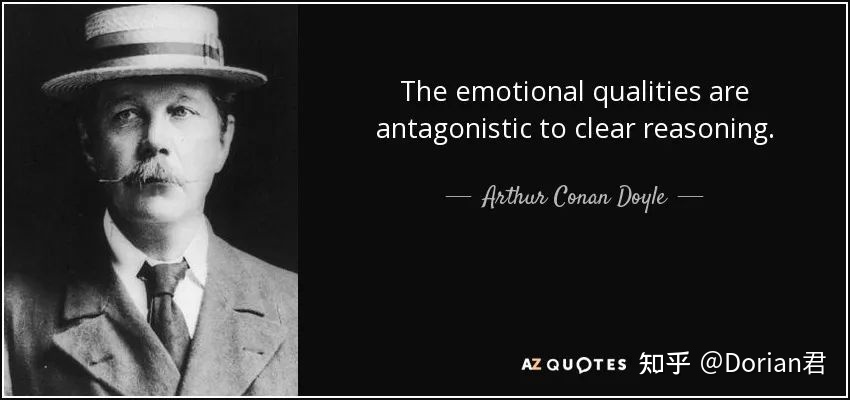 The emotional qualities are
antagonistic to clear reasoning.
Arthur Conan Doyle
AZ QUOTES 知乎 @Dorian君